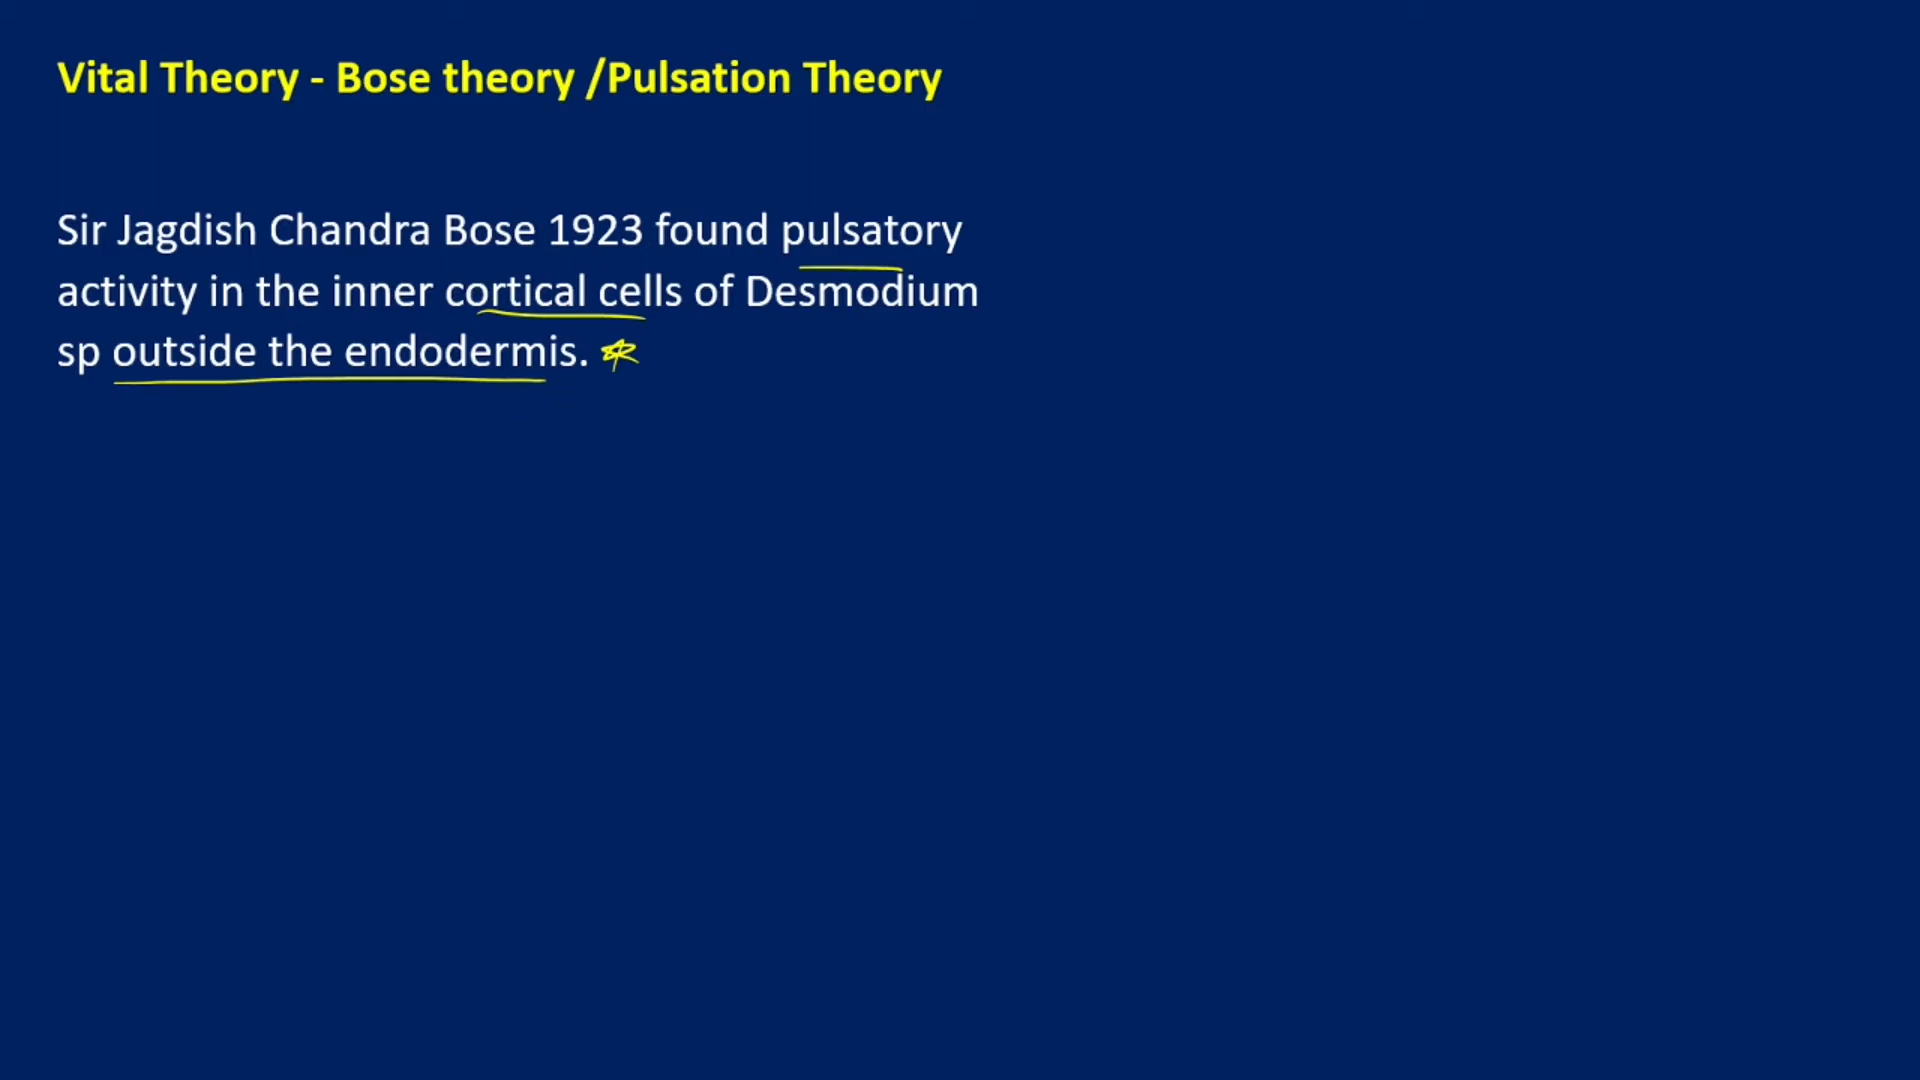 Vital Theory - Bose theory /Pulsation Theory
Sir Jagdish Chandra Bose 1923 found pulsatory
activity in the inner cortical cells of Desmodium
sp outside the endodermis.